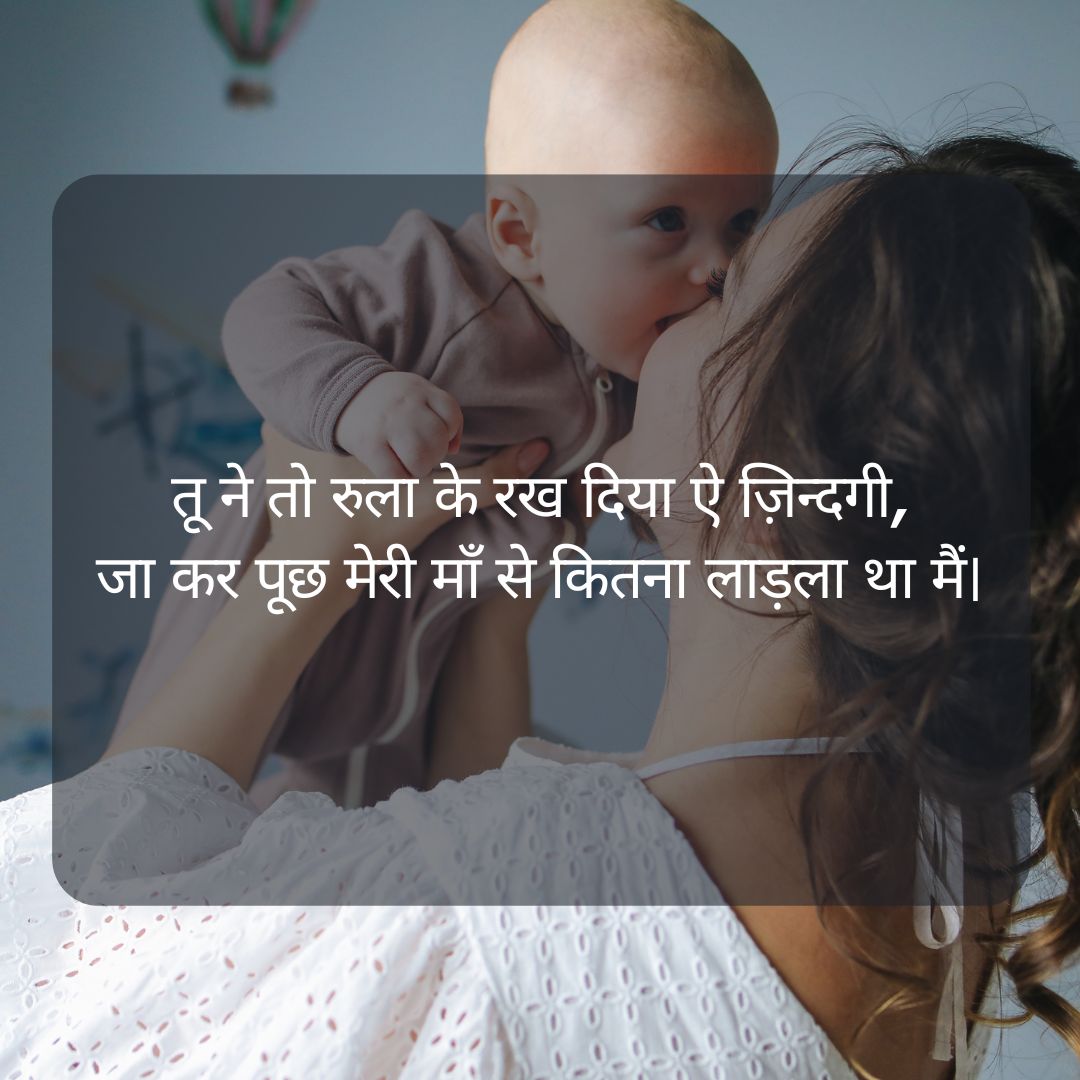 तू ने तो रुला के रख दिया ऐ ज़िन्दगी,
जा कर पूछ मेरी माँ से कितना लाड़ला था मैं।